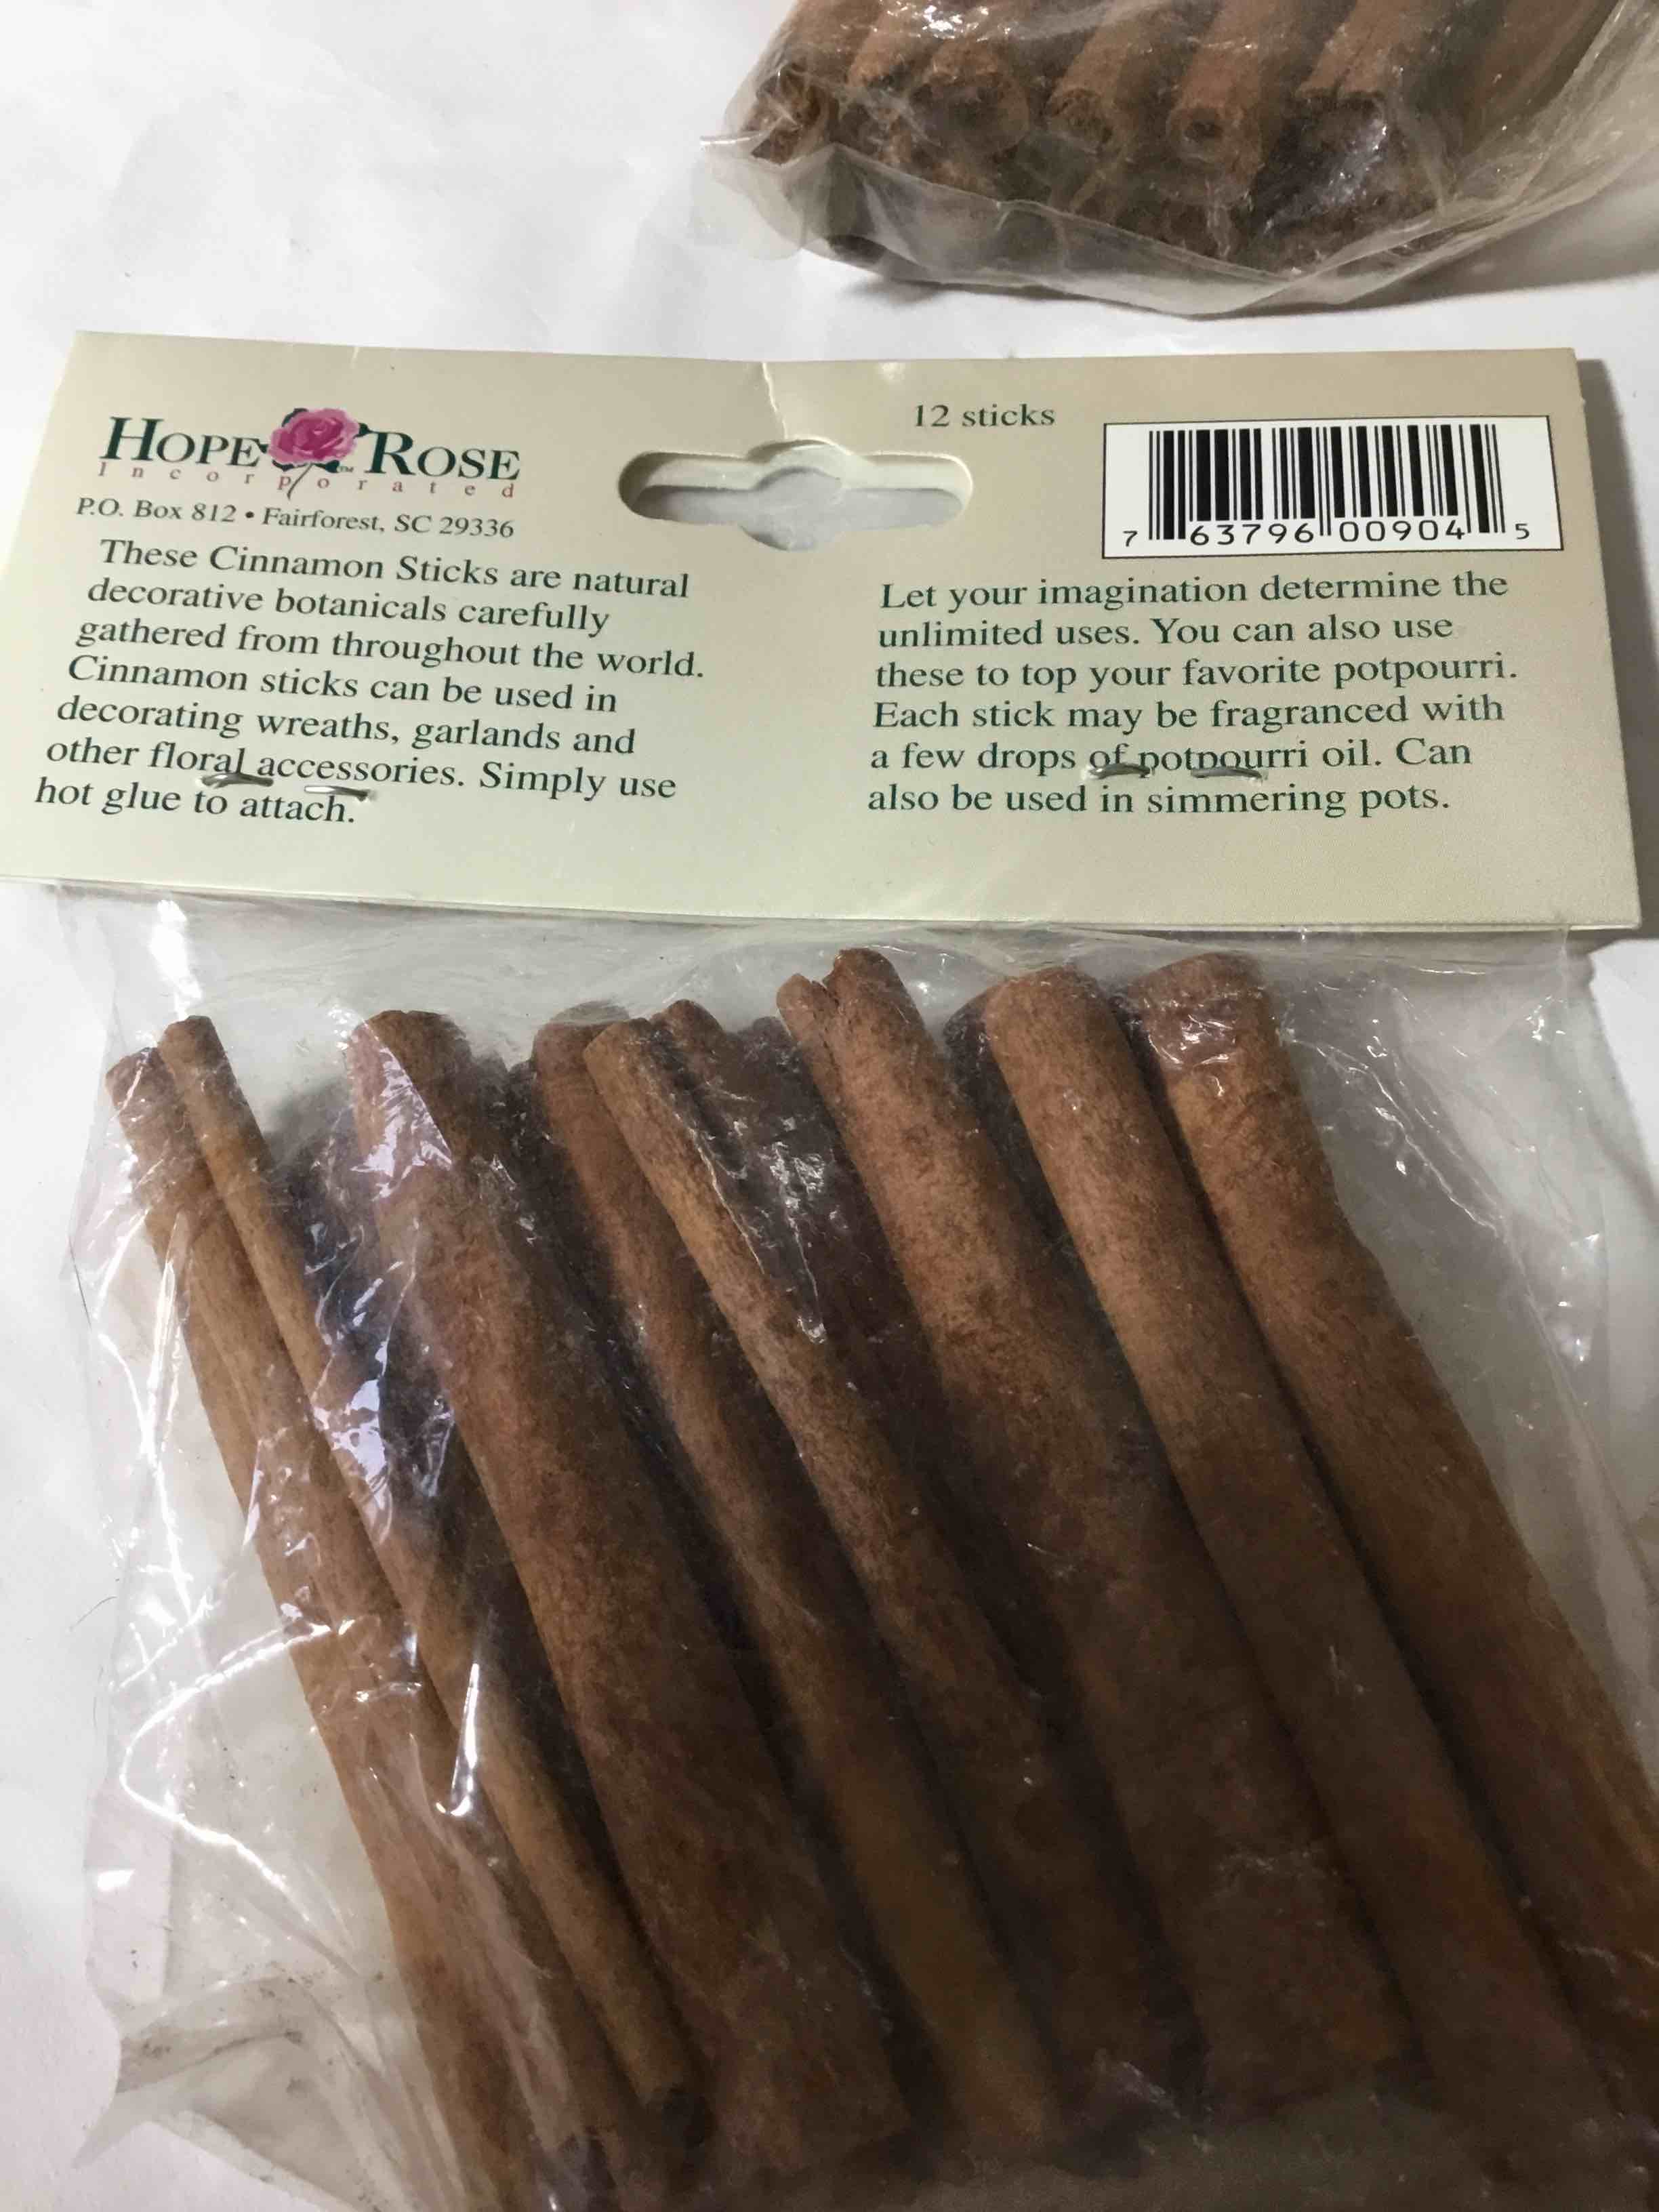 HOPE ROSE
Incorporated
P.O. Box 812 • Fairforest, SC 29336
These Cinnamon Sticks are natural
decorative botanicals carefully
gathered from throughout the world.
Cinnamon sticks can be used in
decorating wreaths, garlands and
other floral accessories. Simply use
hot glue to attach.
12 sticks
7 63796 00904 5
Let your imagination determine the
unlimited uses. You can also use
these to top your favorite potpourri.
Each stick may be fragranced with
a few drops of potpourri oil. Can
also be used in simmering pots.